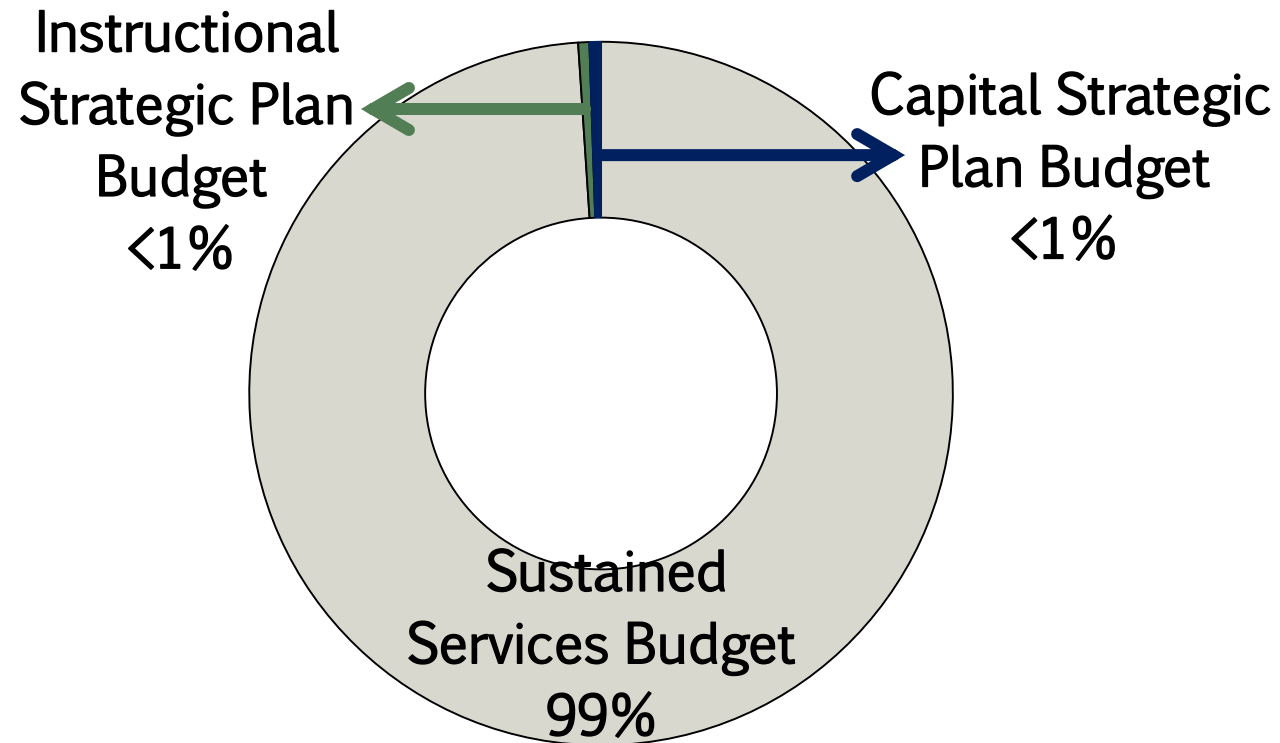 Instructional
Strategic Plan
Budget
<1%
Capital Strategic
Plan Budget
<1%
Sustained
Services Budget
99%